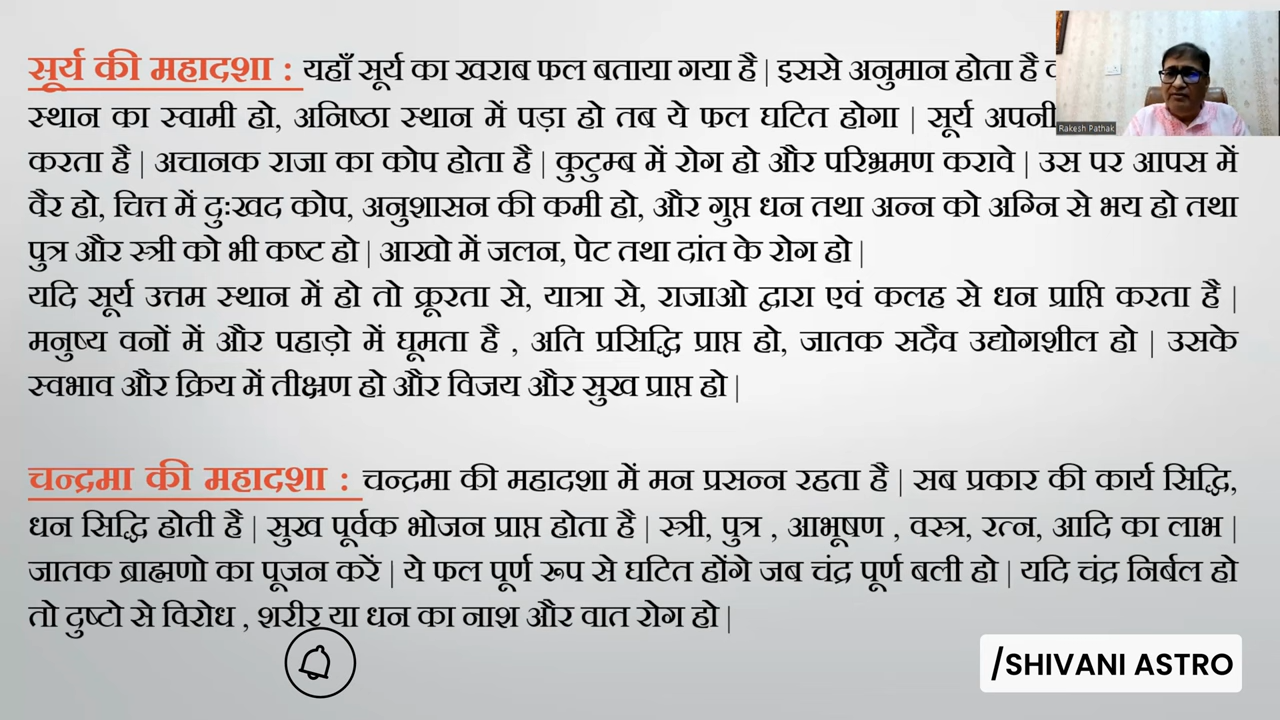 सूर्य की महादशा : यहाँ सूर्य का खराब फल बताया गया है | इससे अनुमान होता है
स्थान का स्वामी हो, अनिष्ठा स्थान में पड़ा हो तब ये फल घटित होगा | सूर्य अपनी
करता है | अचानक राजा का कोप होता है | कुटुम्ब में रोग हो और परिभ्रमण करावे | उस पर आपस में
वैर हो, चित्त में दुःखद कोप, अनुशासन की कमी हो, और गुप्त धन तथा अन्न को अग्नि से भय हो तथा
पुत्र और स्त्री को भी कष्ट हो | आखो में जलन, पेट तथा दांत के रोग हो |
यदि सूर्य उत्तम स्थान में हो तो क्रूरता से, यात्रा से, राजाओ द्वारा एवं कलह से धन प्राप्ति करता है |
मनुष्य वनों में और पहाड़ो में घूमता है , अति प्रसिद्धि प्राप्त हो, जातक सदैव उद्योगशील हो | उसके
स्वभाव और क्रिय में तीक्षण हो और विजय और सुख प्राप्त हो |
चन्द्रमा की महादशा : चन्द्रमा की महादशा में मन प्रसन्न रहता है | सब प्रकार की कार्य सिद्धि,
धन सिद्धि होती है | सुख पूर्वक भोजन प्राप्त होता है | स्त्री, पुत्र , आभूषण , वस्त्र, रत्न, आदि का लाभ |
जातक ब्राह्मणो का पूजन करें | ये फल पूर्ण रूप से घटित होंगे जब चंद्र पूर्ण बली हो | यदि चंद्र निर्बल हो
तो दुष्टो से विरोध , शरीर या धन का नाश और वात रोग हो |
Rakesh Pathak
/SHIVANI ASTRO